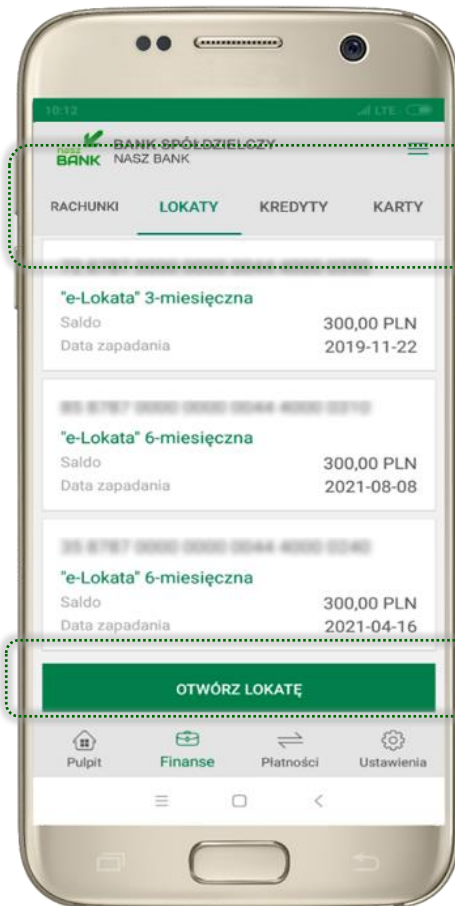 10:12 LTE
nasz BANK
BANK SPÓŁDZIELCZY
NASZ BANK
RACHUNKI LOKATY KREDYTY KARTY
"e-Lokata" 3-miesięczna
Saldo 300,00 PLN
Data zapadania 2019-11-22
"e-Lokata" 6-miesięczna
Saldo 300,00 PLN
Data zapadania 2021-08-08
"e-Lokata" 6-miesięczna
Saldo 300,00 PLN
Data zapadania 2021-04-16
OTWÓRZ LOKATĘ
Pulpit Finanse Płatności Ustawienia